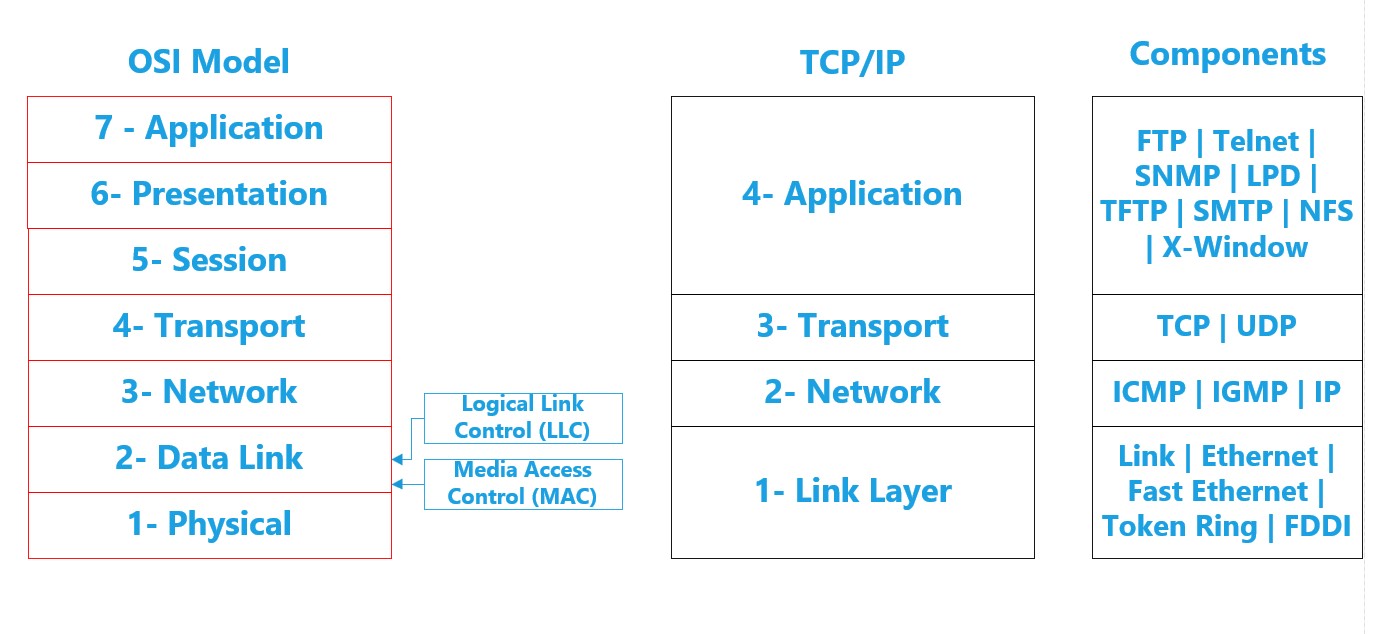 OSI Model
7 - Application
6- Presentation
5- Session
4- Transport
3- Network
2- Data Link
1- Physical
Logical Link
Control (LLC)
Media Access
Control (MAC)
TCP/IP
4- Application
3- Transport
2- Network
1- Link Layer
Components
FTP | Telnet |
SNMP | LPD |
TFTP | SMTP | NFS
| X-Window
TCP | UDP
ICMP | IGMP | IP
Link | Ethernet |
Fast Ethernet |
Token Ring | FDDI